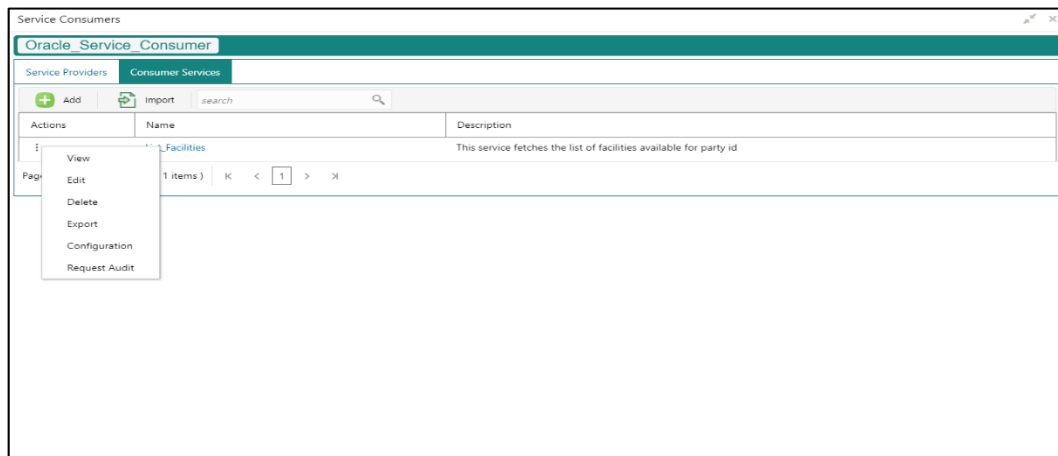 Service Consumers
Oracle_Service_Consumer
Service Providers Consumer Services
Add Import search
Actions Name Description
Facilities This service fetches the list of facilities available for party id
View
Page 1 items ) K < 1 > >|
Edit
Delete
Export
Configuration
Request Audit